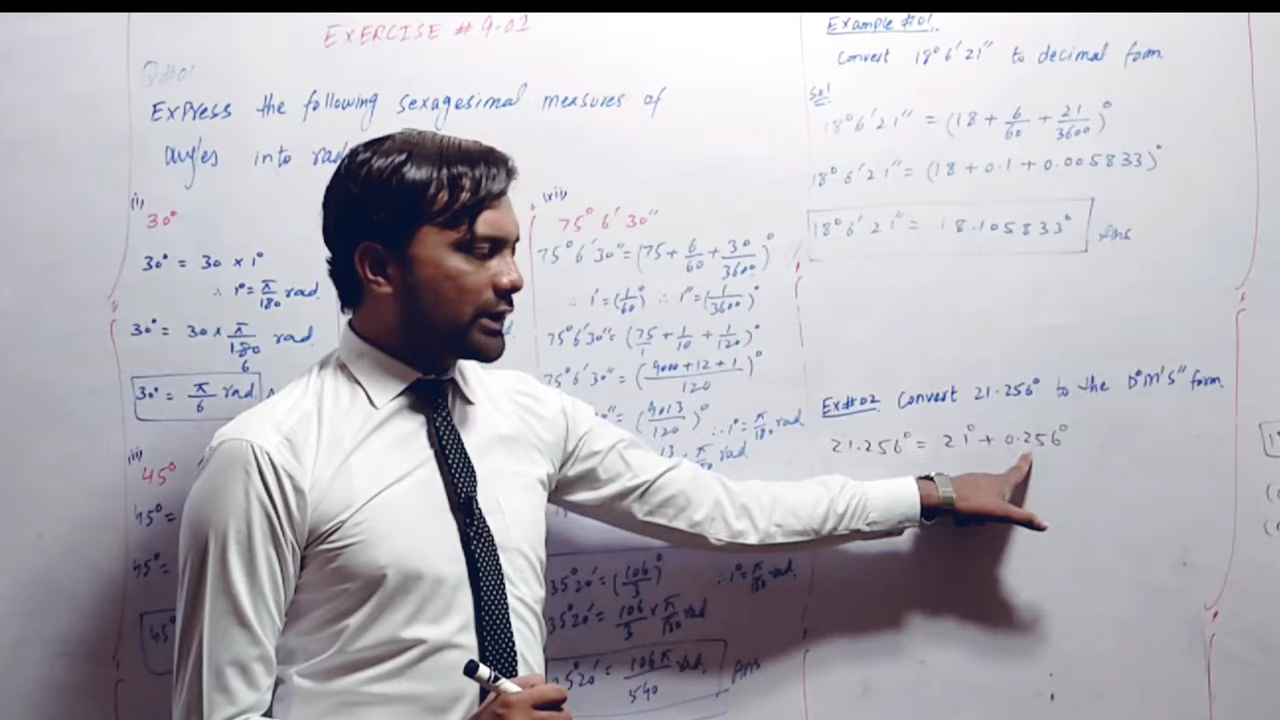 EXERCISE # 9.01
Q#01
Express the following sexagesimal measures of
angles into
(i)
30°
30° = 30 × 1°
∴ 1° = π/180 rad
30° = 30 × π/180 rad
6
30° = π/6 rad
(ii)
45°
45° =
45° =
45°
75° 6' 30"
75° 6' 30" = (75 + 6/60 + 30/3600)°
∴ 1' = (1/60)° ∴ 1" = (1/3600)°
75° 6' 30" = (75/1 + 1/10 + 1/120)°
75° 6' 30" = (9000 + 12 + 1/120)°
(9013/120)° ∴ 1° = π/180 rad
35° 20' = (106/3)° ∴ 1° = π/180 rad
35° 20' = 106/3 × π/180 rad
35° 20' = 106π/540 rad. Ans
Example #01.
Convert 18° 6' 21" to decimal form.
Sol
18° 6' 21" = (18 + 6/60 + 21/3600)°
18° 6' 21" = (18 + 0.1 + 0.005833)°
18° 6' 21" = 18.105833° Ans
Ex#02 Convert 21.256° to the D°M'S" form.
21.256° = 21° + 0.256°